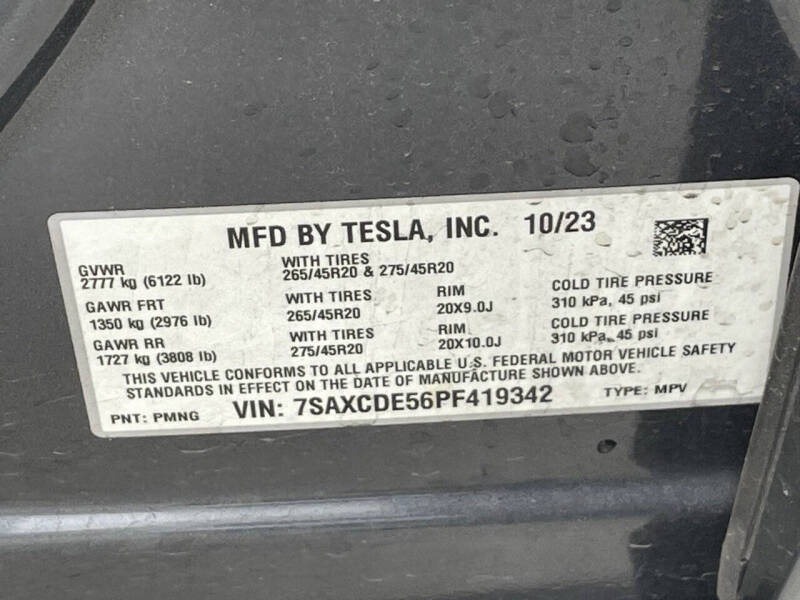 MFD BY TESLA, INC. 10/23
GVWR
2777 kg (6122 lb)
WITH TIRES
265/45R20 & 275/45R20
GAWR FRT
1350 kg (2976 lb)
WITH TIRES
265/45R20
RIM
20X9.0J
COLD TIRE PRESSURE
310 kPa, 45 psi
GAWR RR
1727 kg (3808 lb)
WITH TIRES
275/45R20
RIM
20X10.0J
COLD TIRE PRESSURE
310 kPa, 45 psi
THIS VEHICLE CONFORMS TO ALL APPLICABLE U.S. FEDERAL MOTOR VEHICLE SAFETY
STANDARDS IN EFFECT ON THE DATE OF MANUFACTURE SHOWN ABOVE.
PNT: PMNG VIN: 7SAXCDE56PF419342 TYPE: MPV